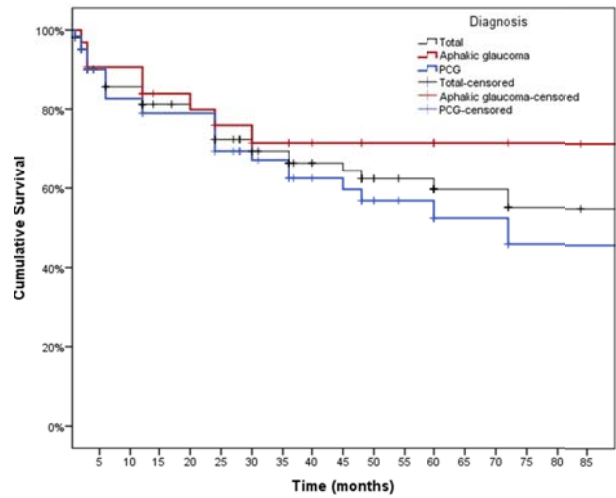 Diagnosis
Total
Aphakic glaucoma
PCG
Total-censored
Aphakic glaucoma-censored
PCG-censored
100%
80%
60%
40%
20%
0%
Cumulative Survival
5 10 15 20 25 30 35 40 45 50 55 60 65 70 75 80 85
Time (months)